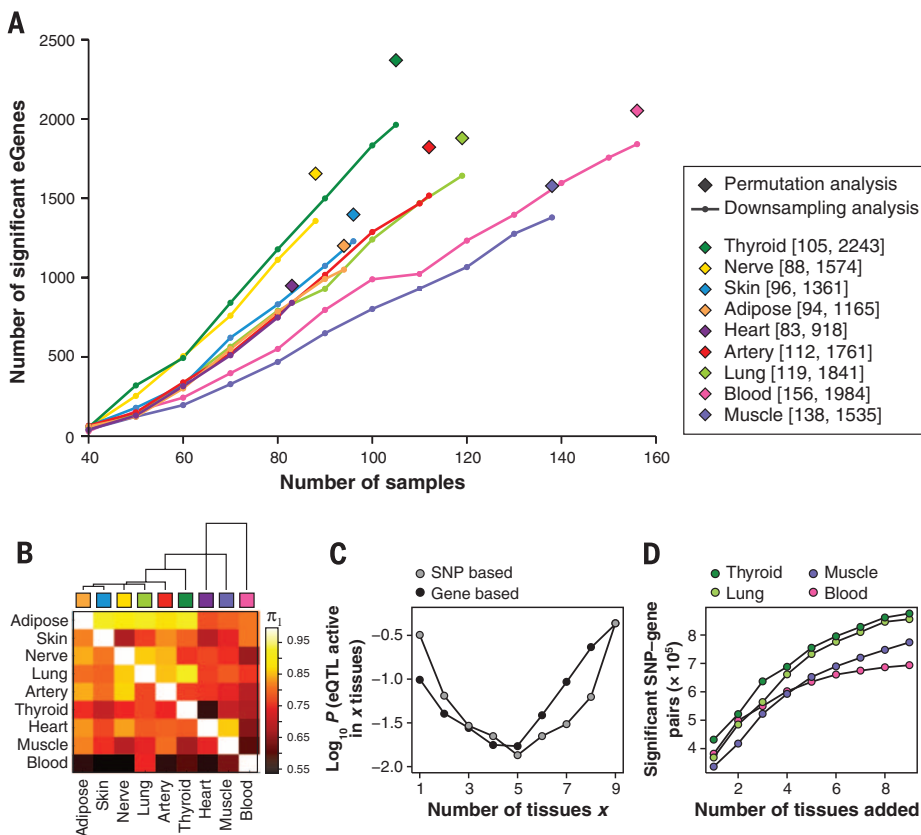 A
Number of significant eGenes
2500
2000
1500
1000
500
0
40 60 80 100 120 140 160
Number of samples
Permutation analysis
Downsampling analysis
Thyroid [105, 2243]
Nerve [88, 1574]
Skin [96, 1361]
Adipose [94, 1165]
Heart [83, 918]
Artery [112, 1761]
Lung [119, 1841]
Blood [156, 1984]
Muscle [138, 1535]
B
π1
Adipose
Skin
Nerve
Lung
Artery
Thyroid
Heart
Muscle
Blood
0.95
0.85
0.75
0.65
0.55
Adipose
Skin
Nerve
Lung
Artery
Thyroid
Heart
Muscle
Blood
C
SNP based
Gene based
Log10 P (eQTL active
in x tissues)
−0.5
−1.0
−1.5
−2.0
1 3 5 7 9
Number of tissues x
D
Thyroid
Lung
Muscle
Blood
Significant SNP–gene
pairs (× 10⁵)
8
7
6
5
4
2 4 6 8
Number of tissues added